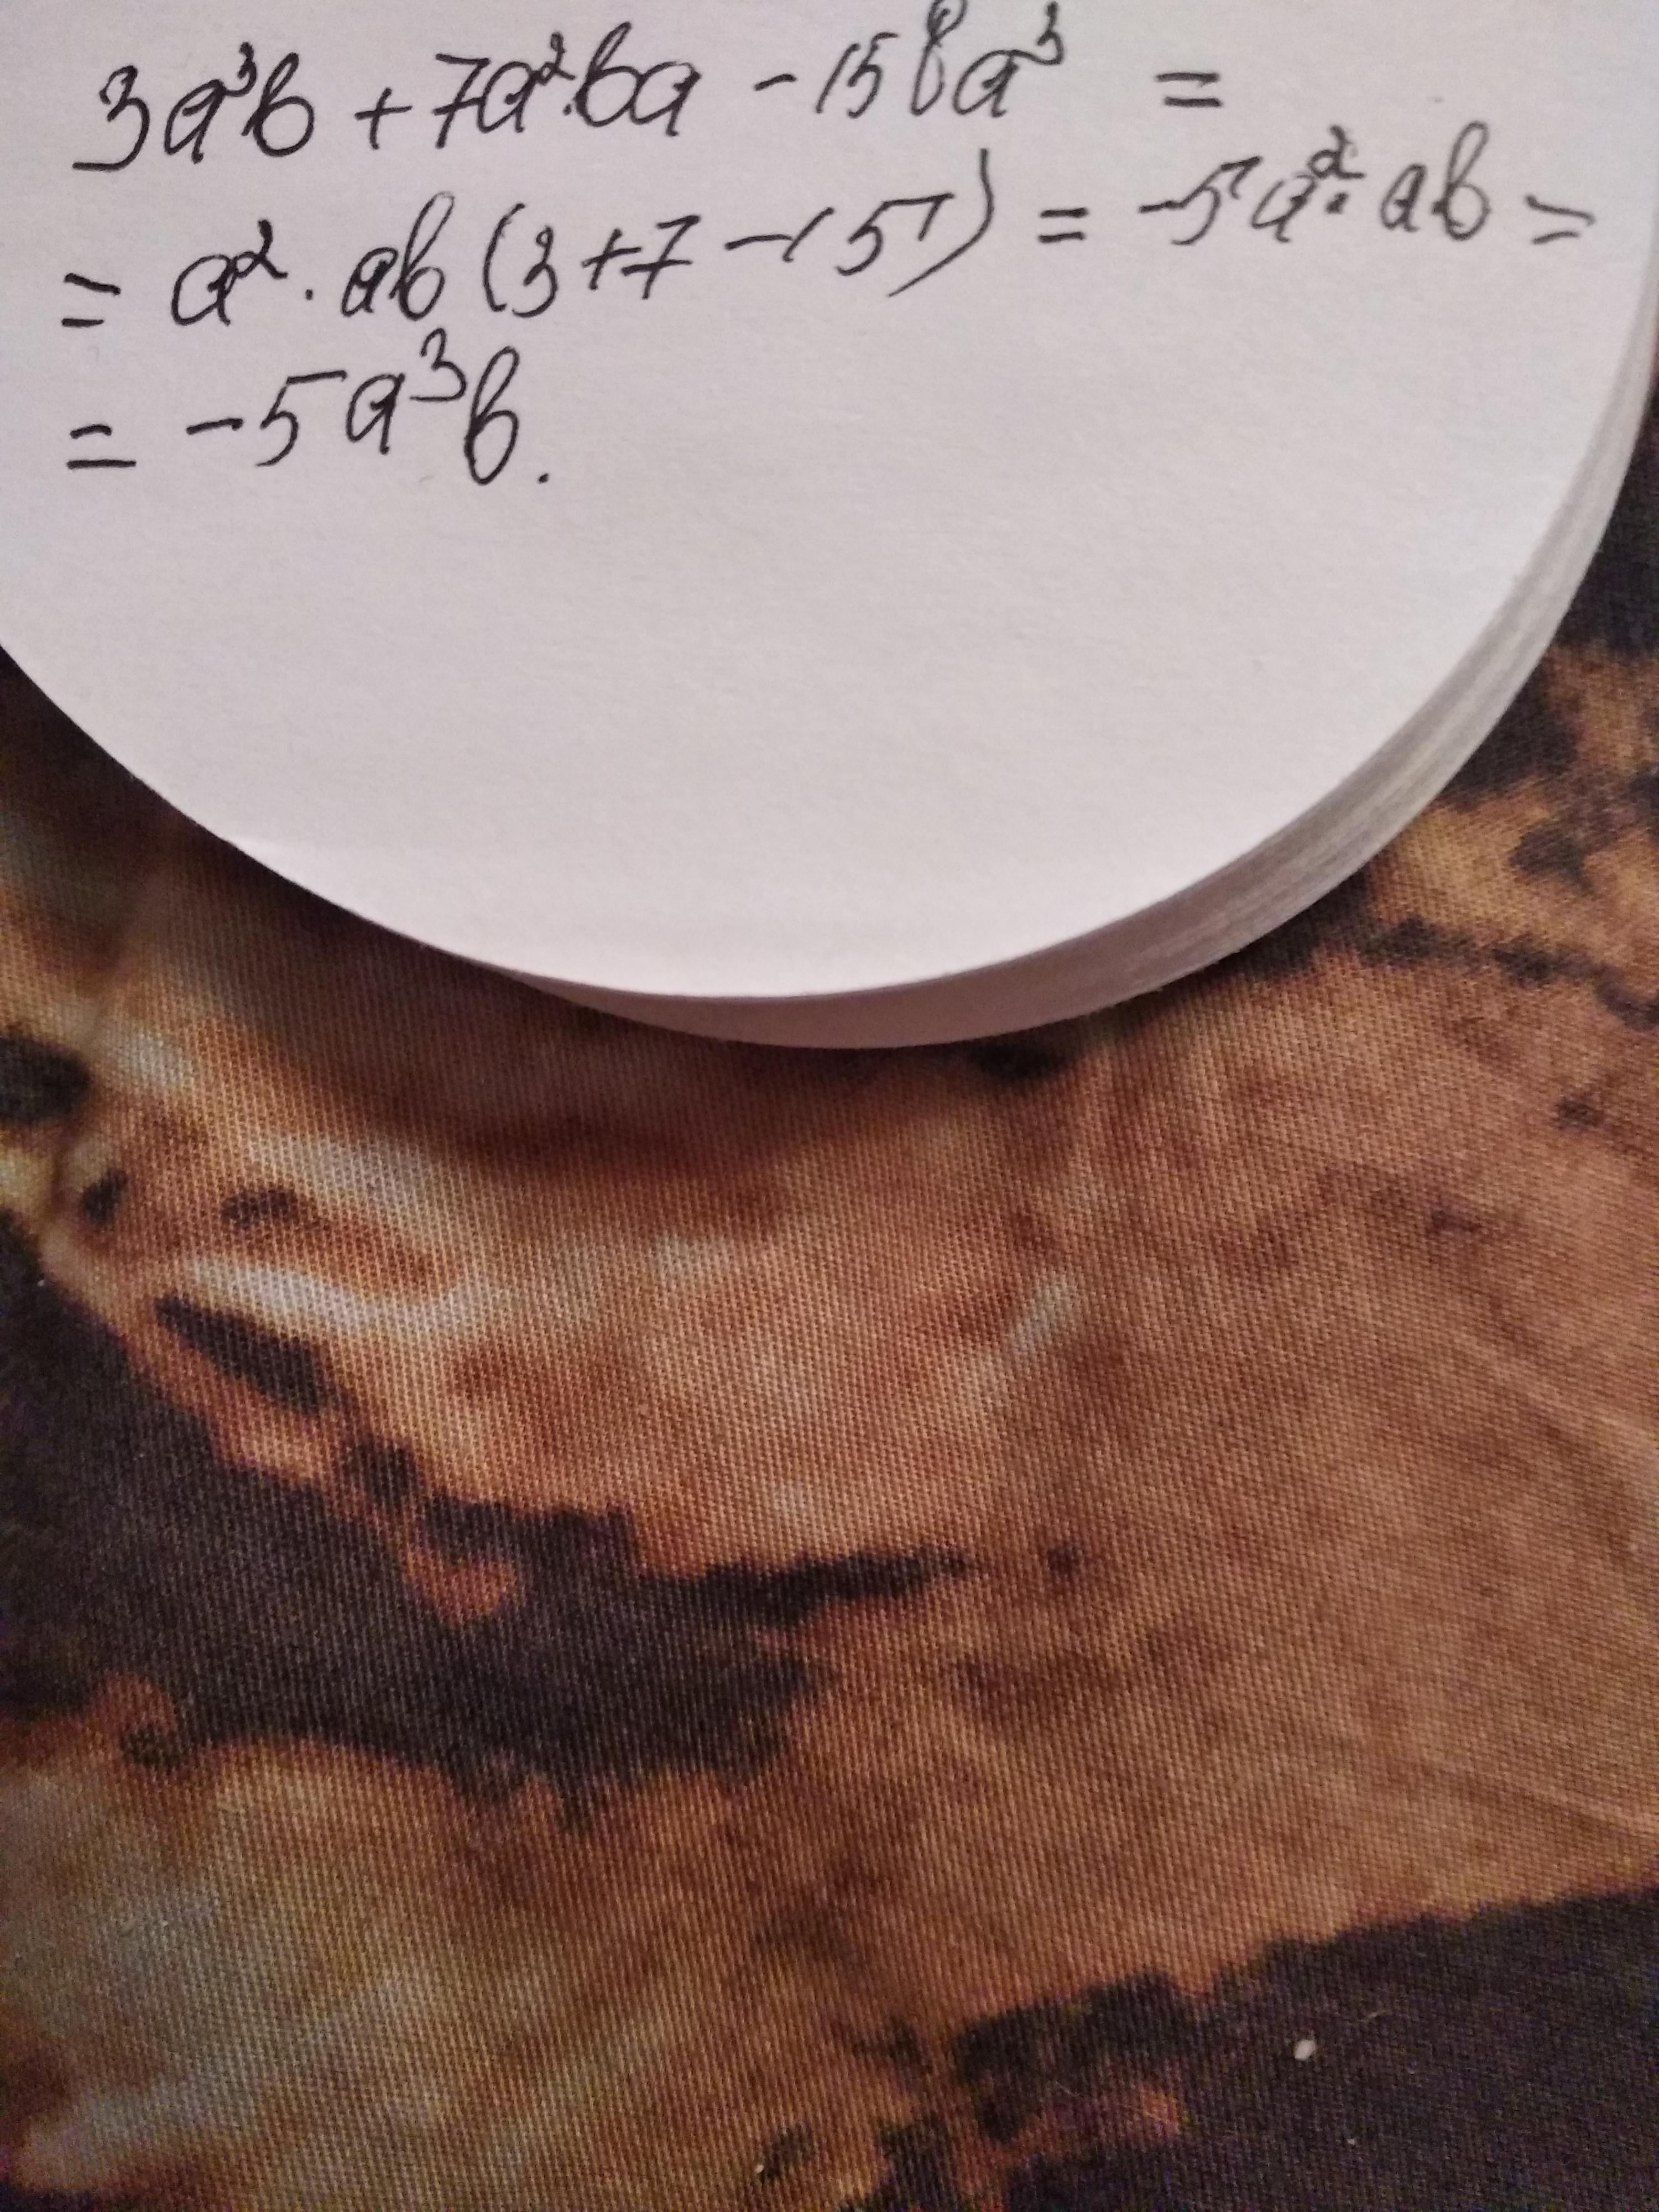 3a³b + 7a²·ba - 15ba³ =
= a²·ab(3+7-15) = -5a²·ab =
= -5a³b.